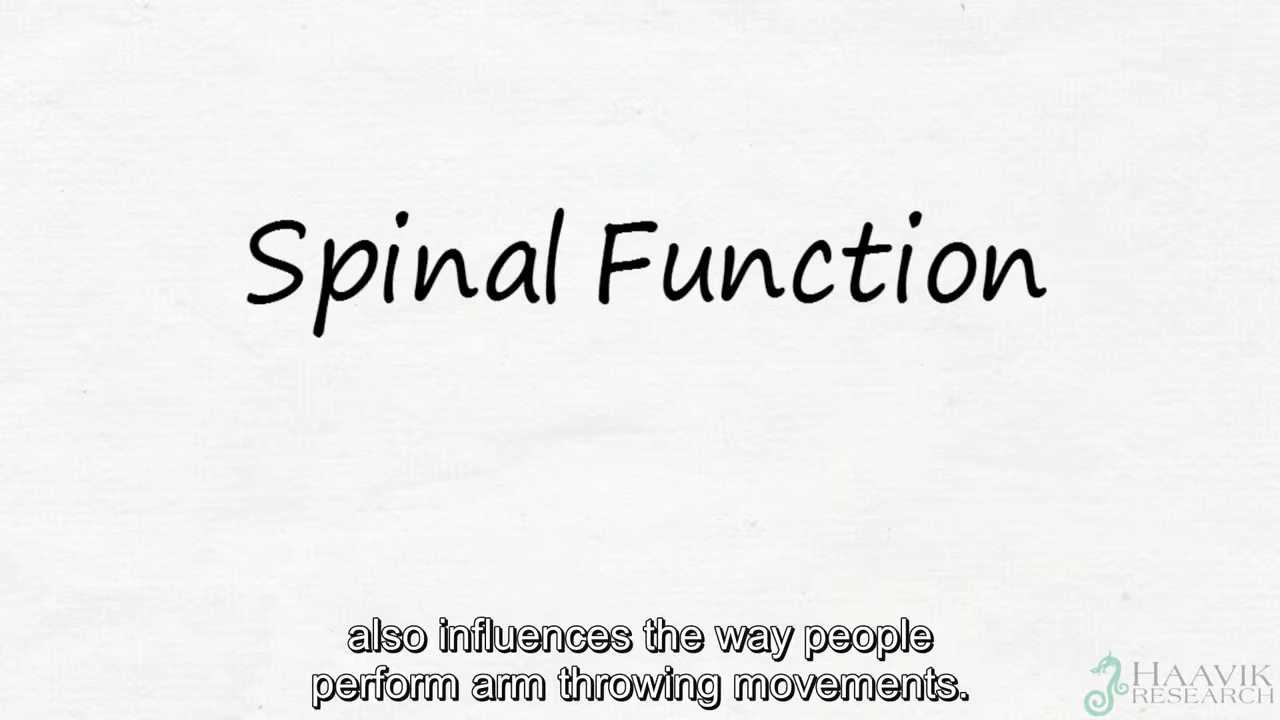 Spinal Function
also influences the way people
perform arm throwing movements.
HAAVIK
RESEARCH